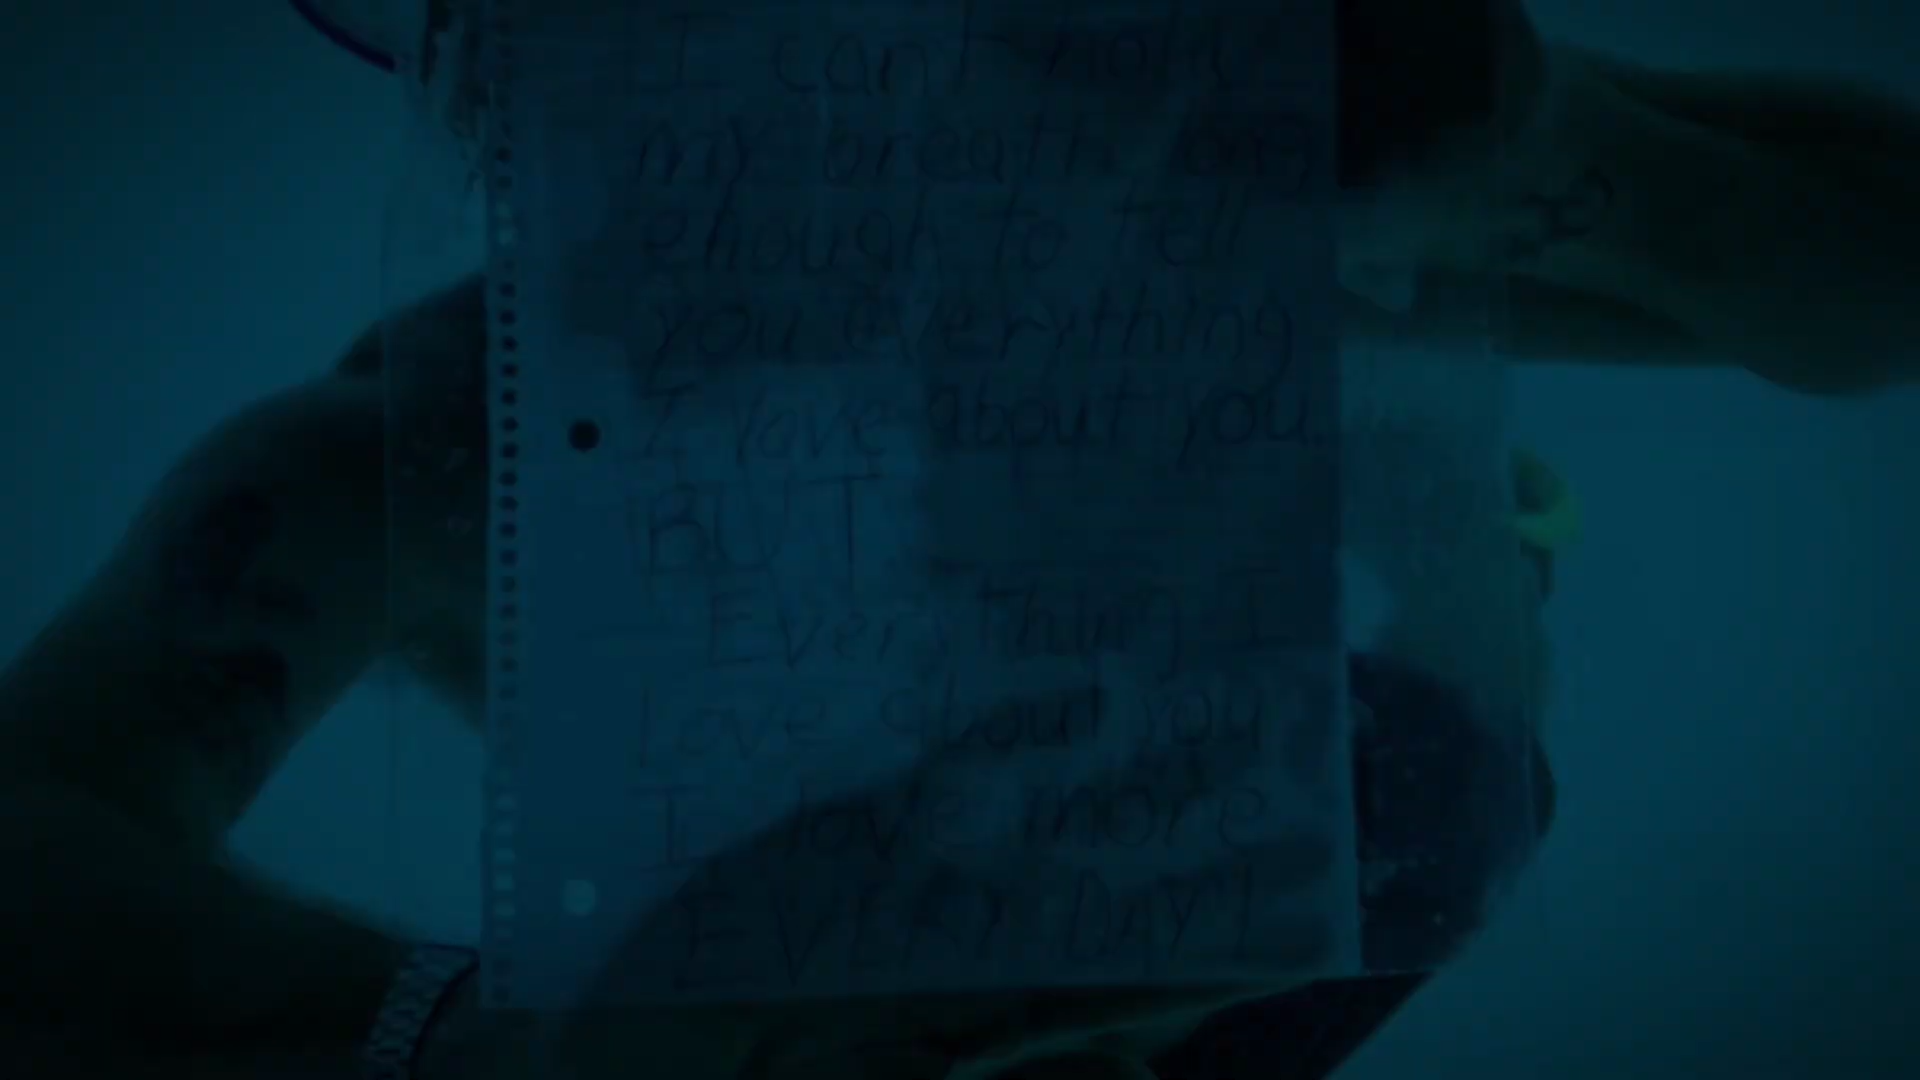 I can't hold
my breath long
enough to tell
you everything
I love about you
BUT
Everything I
Love about you
I love more
EVERY DAY!